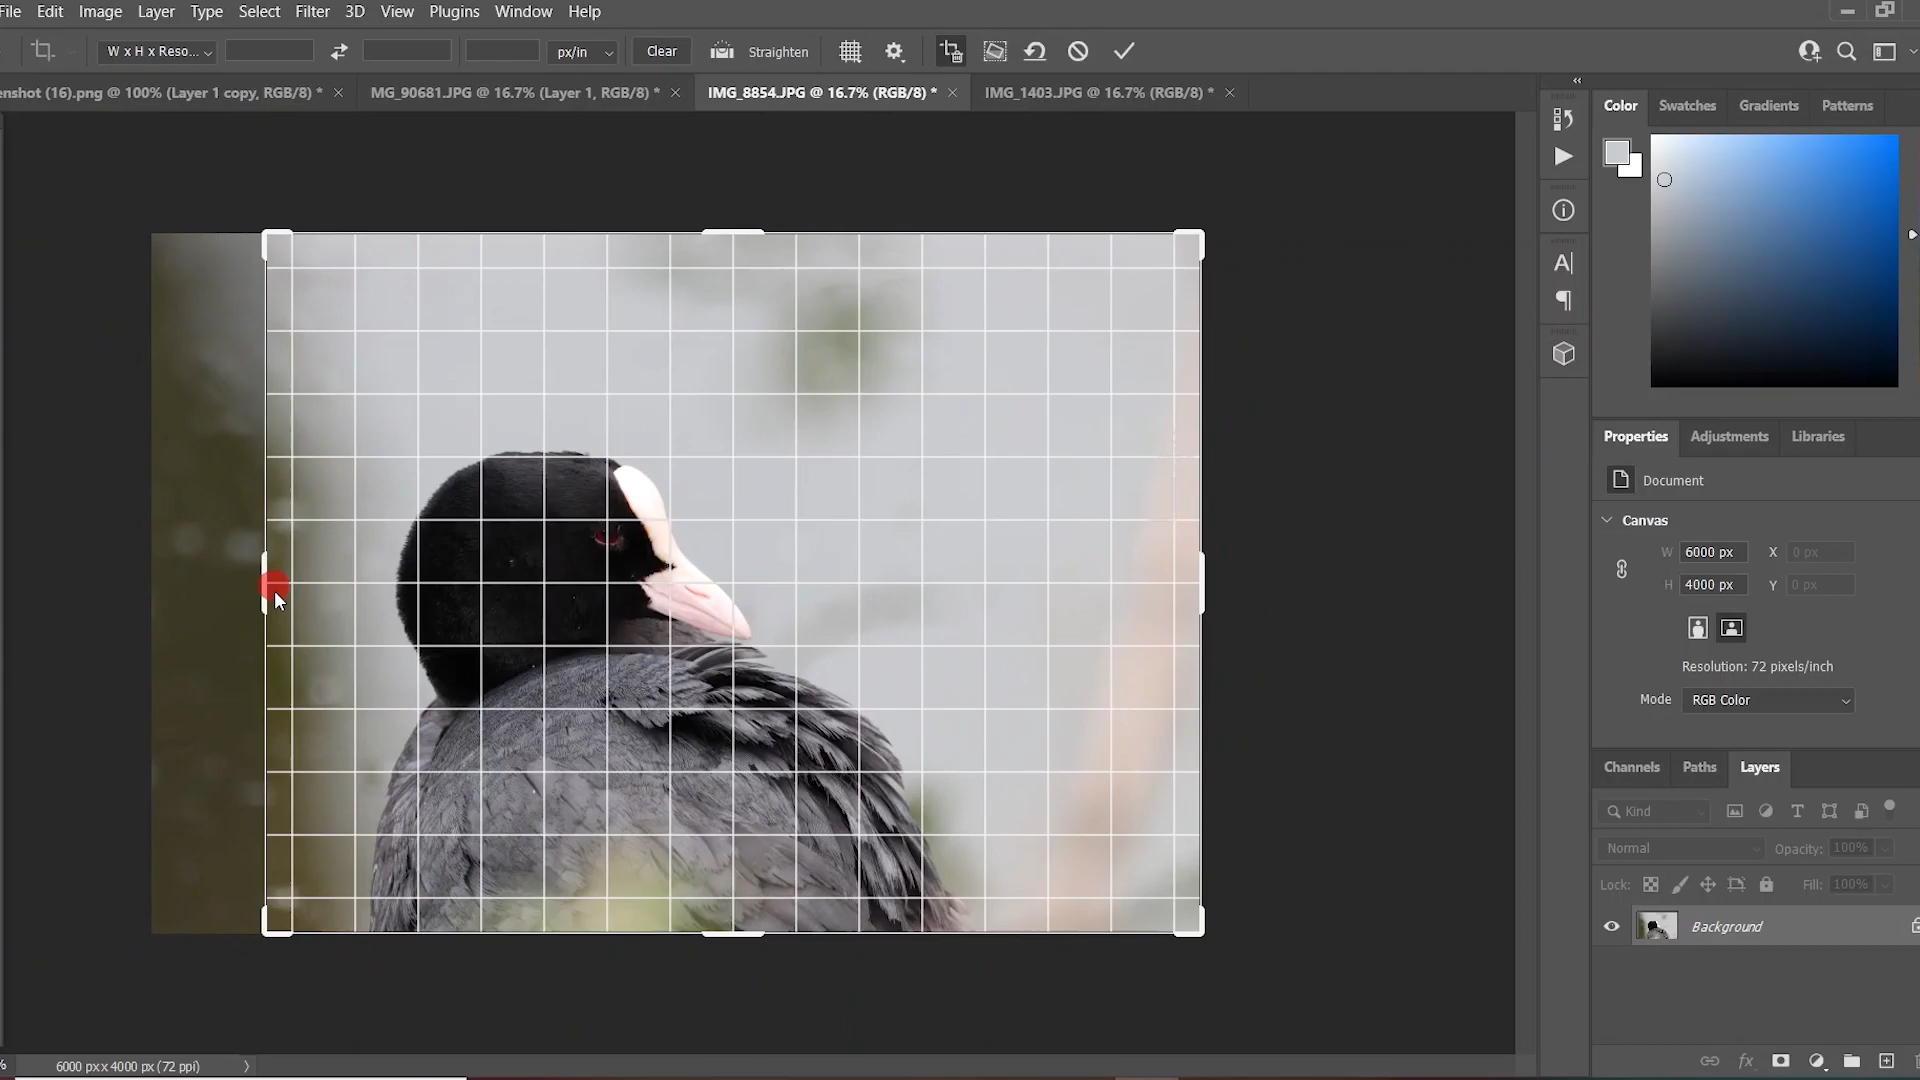 File Edit Image Layer Type Select Filter 3D View Plugins Window Help
W x H x Reso... px/in Clear Straighten
enshot (16).png @ 100% (Layer 1 copy, RGB/8) * MG_90681.JPG @ 16.7% (Layer 1, RGB/8) * IMG_8854.JPG @ 16.7% (RGB/8) * IMG_1403.JPG @ 16.7% (RGB/8) *
Color Swatches Gradients Patterns
Properties Adjustments Libraries
Document
Canvas
W 6000 px X 0 px
H 4000 px Y 0 px
Resolution: 72 pixels/inch
Mode RGB Color
Channels Paths Layers
Kind
Normal Opacity: 100%
Lock: Fill: 100%
Background
fx
% 6000 px x 4000 px (72 ppi)